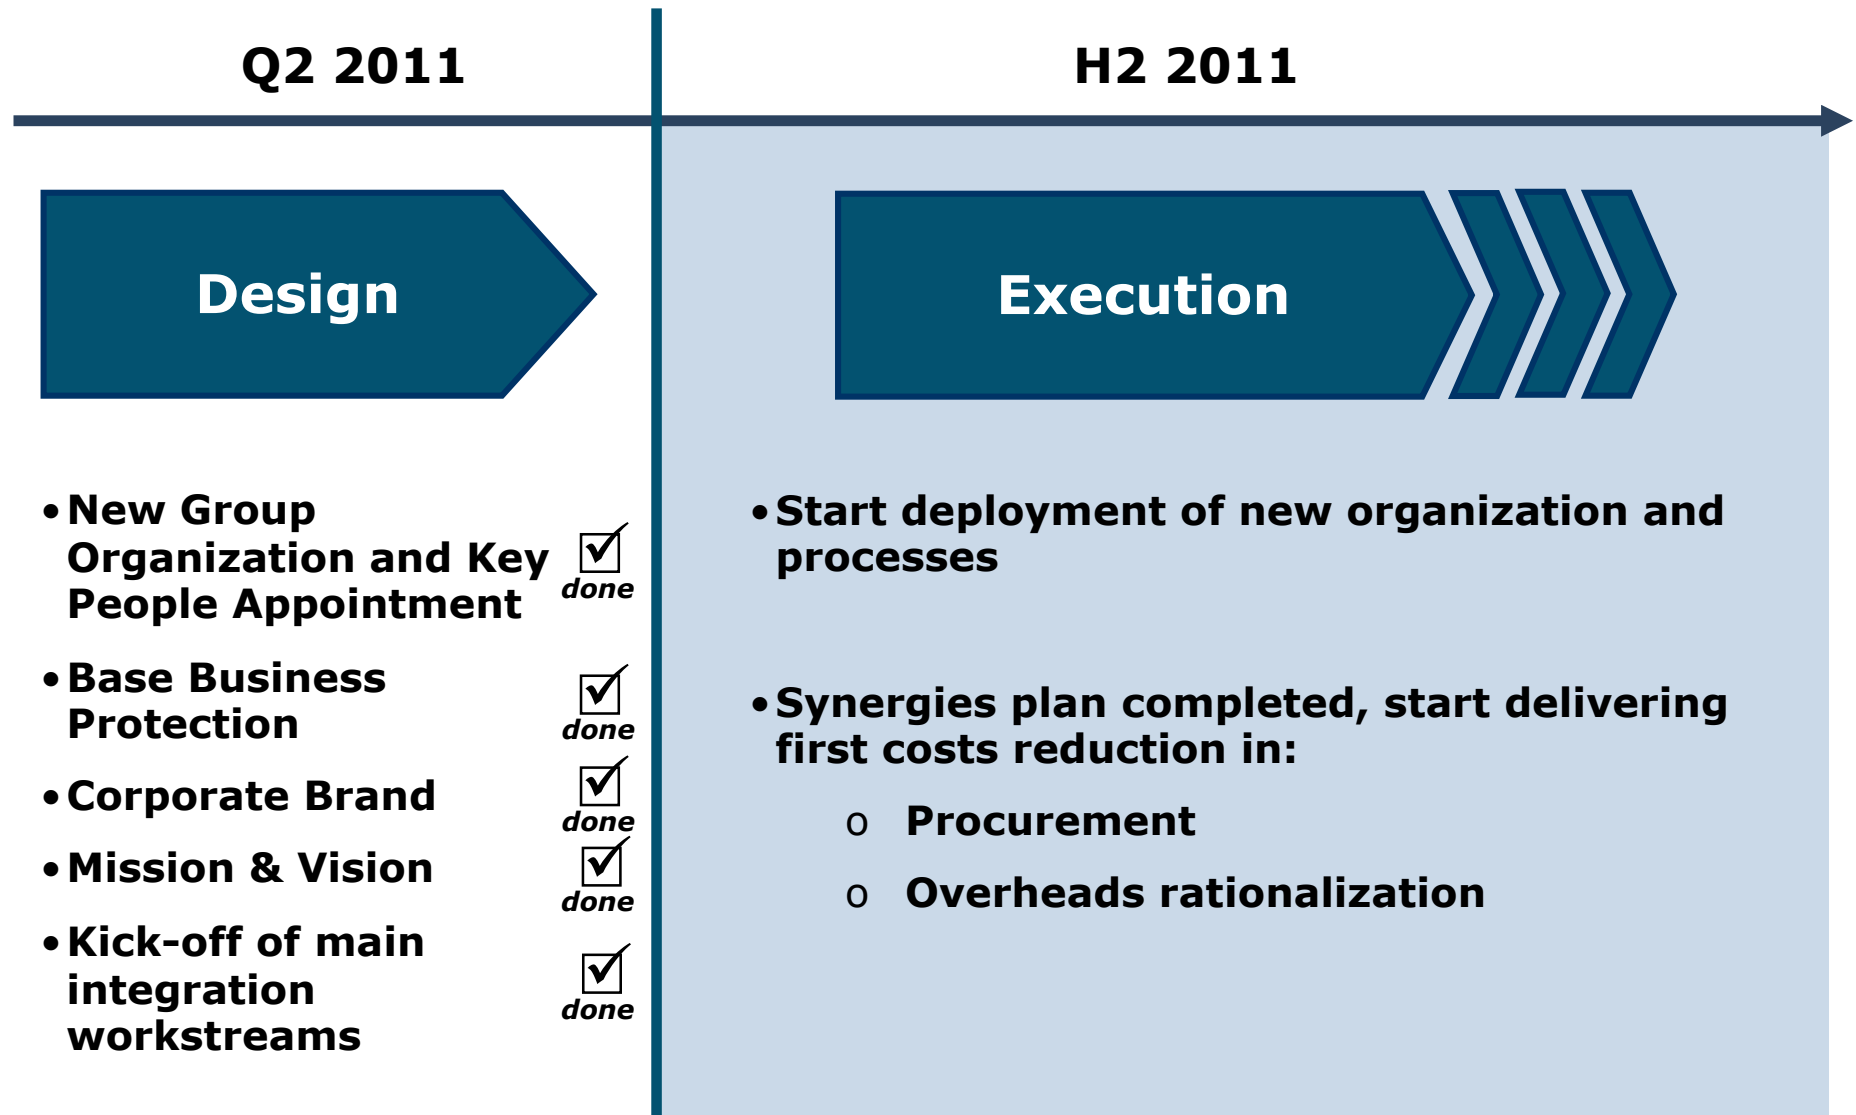 Q2 2011
H2 2011
Design
Execution
•New Group
Organization and Key
People Appointment
done
•Base Business
Protection
done
•Corporate Brand
done
•Mission & Vision
done
•Kick-off of main
integration
workstreams
done
•Start deployment of new organization and
processes
•Synergies plan completed, start delivering
first costs reduction in:
o Procurement
o Overheads rationalization